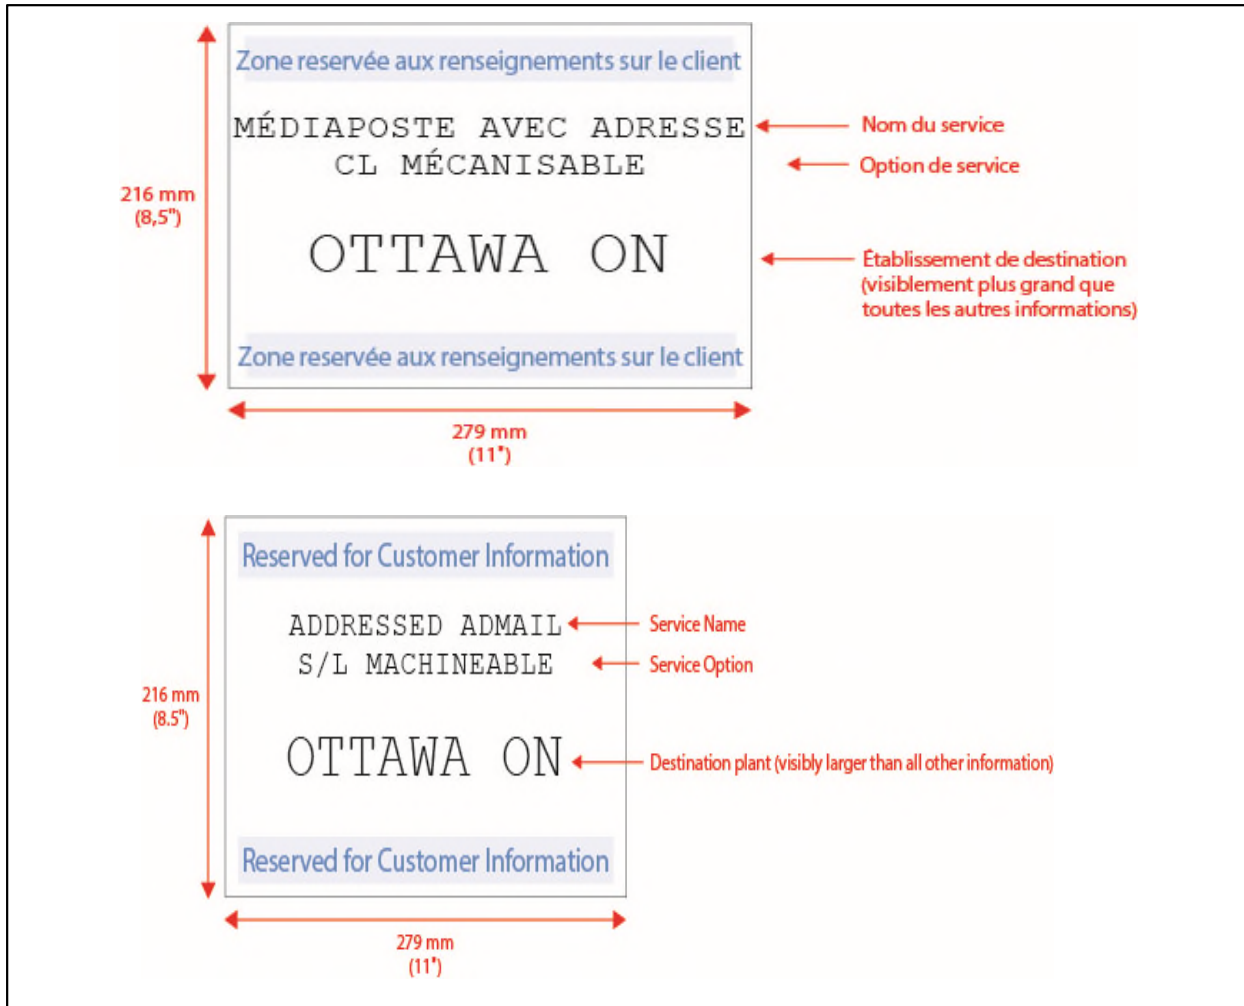 Zone reservée aux renseignements sur le client
MÉDIAPOSTE AVEC ADRESSE
Nom du service
CL MÉCANISABLE
Option de service
216 mm
(8,5")
OTTAWA ON
Établissement de destination
(visiblement plus grand que
toutes les autres informations)
Zone reservée aux renseignements sur le client
279 mm
(11")
Reserved for Customer Information
ADDRESSED ADMAIL
Service Name
S/L MACHINEABLE
Service Option
216 mm
(8.5")
OTTAWA ON
Destination plant (visibly larger than all other information)
Reserved for Customer Information
279 mm
(11")